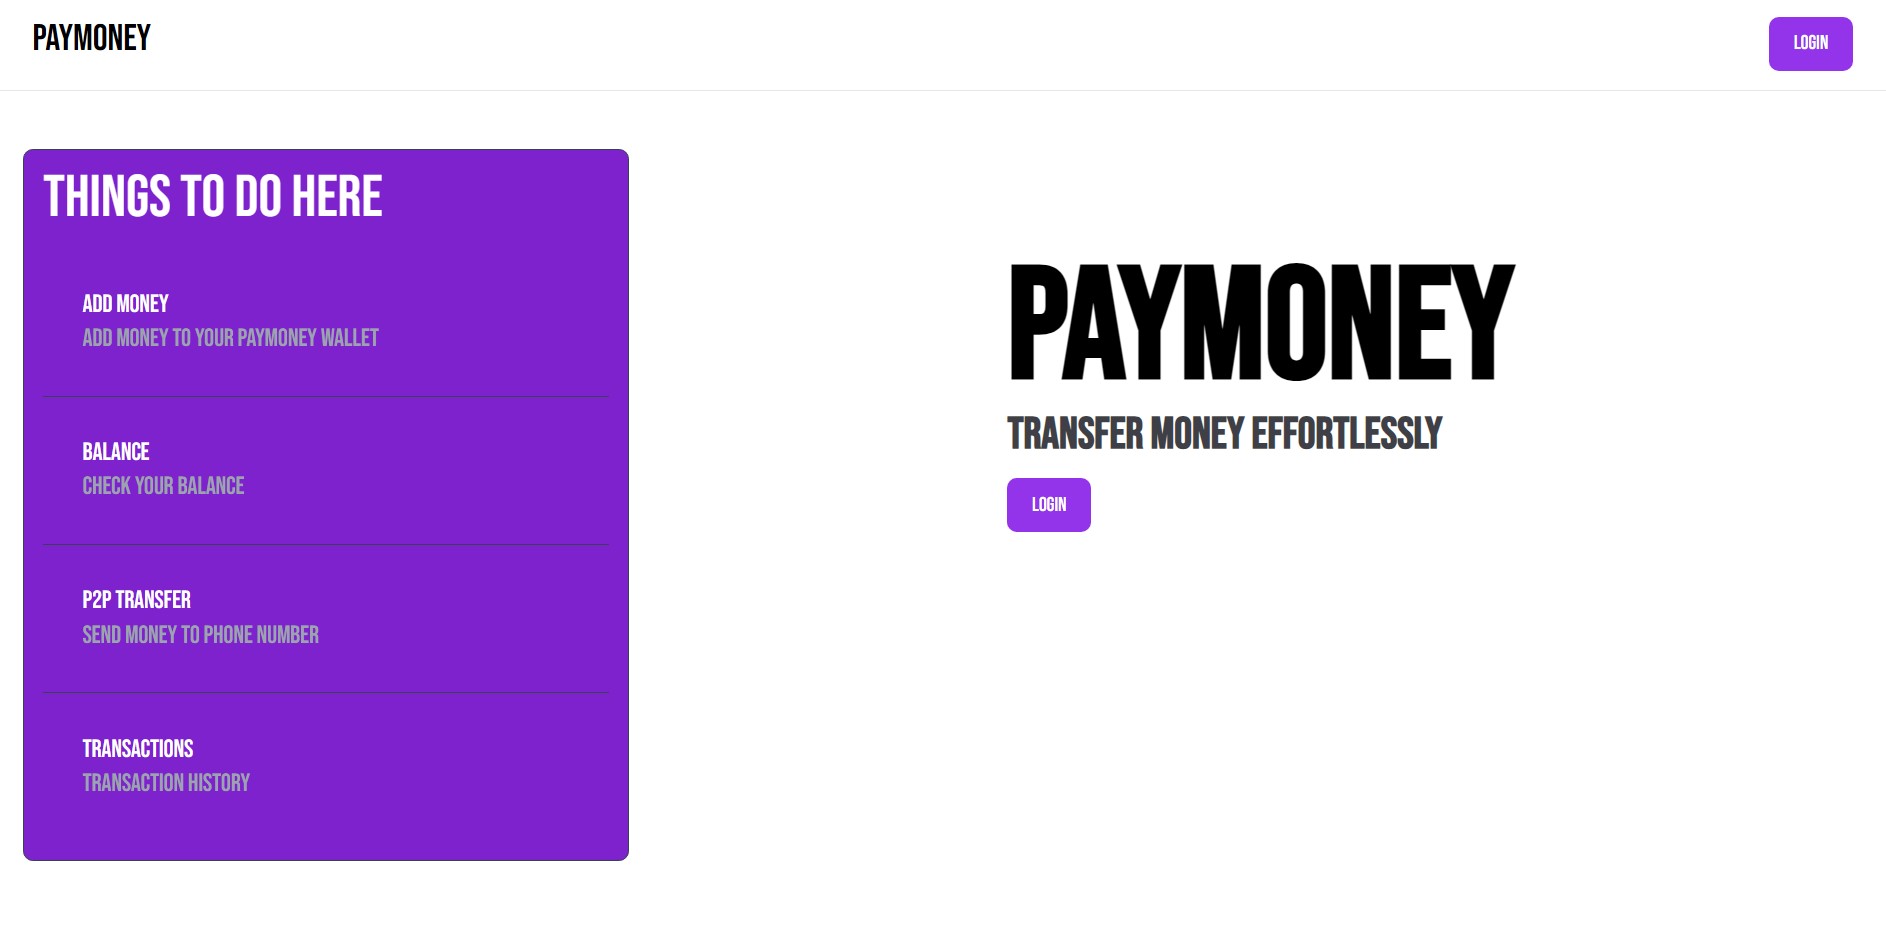 PAYMONEY
LOGIN
THINGS TO DO HERE
ADD MONEY
ADD MONEY TO YOUR PAYMONEY WALLET
BALANCE
CHECK YOUR BALANCE
P2P TRANSFER
SEND MONEY TO PHONE NUMBER
TRANSACTIONS
TRANSACTION HISTORY
PAYMONEY
TRANSFER MONEY EFFORTLESSLY
LOGIN